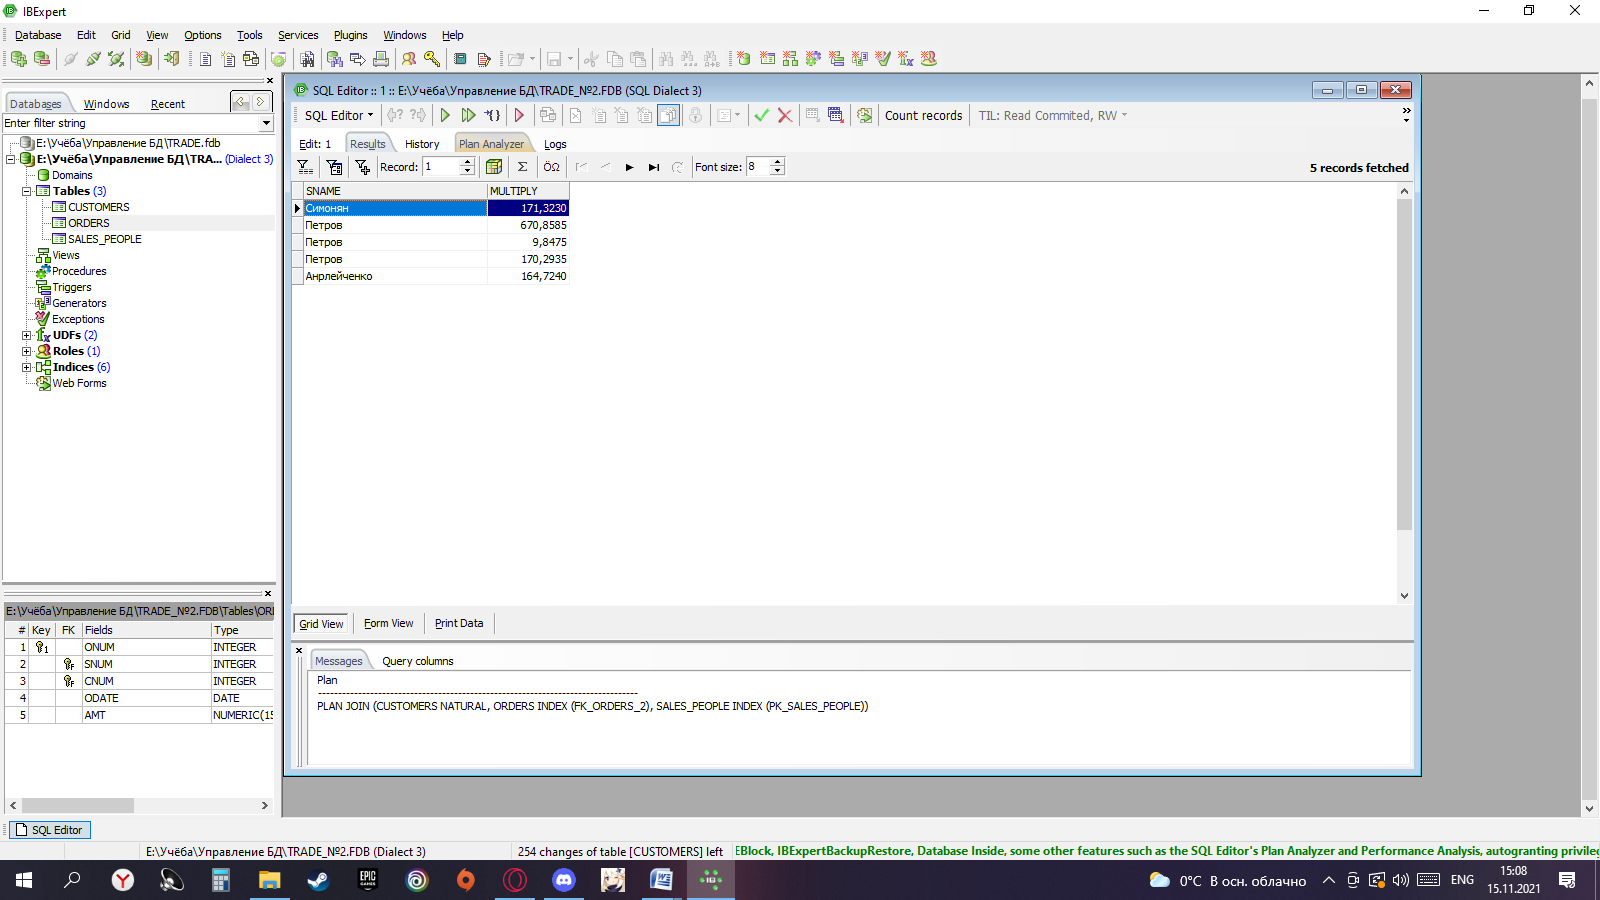 IBExpert
Database Edit Grid View Options Tools Services Plugins Windows Help
Databases Windows Recent
Enter filter string
E:\Учёба\Управление БД\TRADE.fdb
E:\Учёба\Управление БД\TRA... (Dialect 3)
Domains
Tables (3)
CUSTOMERS
ORDERS
SALES_PEOPLE
Views
Procedures
Triggers
Generators
Exceptions
UDFs (2)
Roles (1)
Indices (6)
Web Forms
E:\Учёба\Управление БД\TRADE_№2.FDB\Tables\ORI
# Key FK Fields Type
1 ONUM INTEGER
2 SNUM INTEGER
3 CNUM INTEGER
4 ODATE DATE
5 AMT NUMERIC(15
SQL Editor :: 1 :: E:\Учёба\Управление БД\TRADE_№2.FDB (SQL Dialect 3)
SQL Editor Count records TIL: Read Commited, RW
Edit: 1 Results History Plan Analyzer Logs
Record: 1 Σ ÖΩ Font size: 8 5 records fetched
SNAME MULTIPLY
Симонян 171,3230
Петров 670,8585
Петров 9,8475
Петров 170,2935
Анрлейченко 164,7240
Grid View Form View Print Data
Messages Query columns
Plan
--------------------------------------------------------------------------------
PLAN JOIN (CUSTOMERS NATURAL, ORDERS INDEX (FK_ORDERS_2), SALES_PEOPLE INDEX (PK_SALES_PEOPLE))
SQL Editor
E:\Учёба\Управление БД\TRADE_№2.FDB (Dialect 3) 254 changes of table [CUSTOMERS] left EBlock, IBExpertBackupRestore, Database Inside, some other features such as the SQL Editor's Plan Analyzer and Performance Analysis, autogranting privileg
EPIC GAMES
0°C В осн. облачно ENG 15:08
15.11.2021